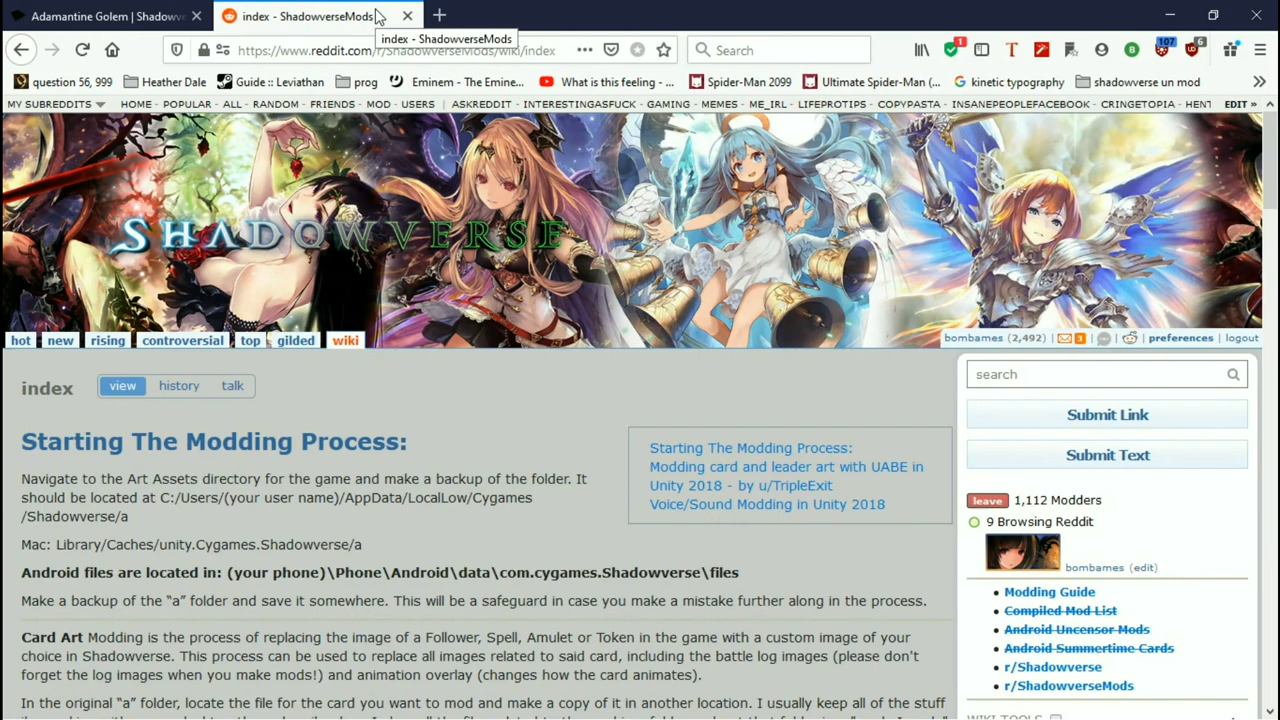 Adamantine Golem | Shadowv
index - ShadowverseMods
index - ShadowverseMods
https://www.reddit.com/r/ShadowverseMods/wiki/index
Search
1
107
6
question 56, 999
Heather Dale
Guide :: Leviathan
prog
Eminem - The Emine...
What is this feeling - ...
Spider-Man 2099
Ultimate Spider-Man (...
kinetic typography
shadowverse un mod
MY SUBREDDITS
HOME - POPULAR - ALL - RANDOM - FRIENDS - MOD - USERS | ASKREDDIT - INTERESTINGASFUCK - GAMING - MEMES - ME_IRL - LIFEPROTIPS - COPYPASTA - INSANEPEOPLEFACEBOOK - CRINGETOPIA - HENT
EDIT »
SHADOWVERSE
hot
new
rising
controversial
top
gilded
wiki
bombames (2,492) | 3 | | | preferences | logout
index
view
history
talk
search
Submit Link
Submit Text
Starting The Modding Process:
Starting The Modding Process:
Modding card and leader art with UABE in
Unity 2018 - by u/TripleExit
Voice/Sound Modding in Unity 2018
Navigate to the Art Assets directory for the game and make a backup of the folder. It
should be located at C:/Users/(your user name)/AppData/LocalLow/Cygames
/Shadowverse/a
Mac: Library/Caches/unity.Cygames.Shadowverse/a
Android files are located in: (your phone)\Phone\Android\data\com.cygames.Shadowverse\files
Make a backup of the “a” folder and save it somewhere. This will be a safeguard in case you make a mistake further along in the process.
Card Art Modding is the process of replacing the image of a Follower, Spell, Amulet or Token in the game with a custom image of your
choice in Shadowverse. This process can be used to replace all images related to said card, including the battle log images (please don't
forget the log images when you make mods!) and animation overlay (changes how the card animates).
In the original “a” folder, locate the file for the card you want to mod and make a copy of it in another location. I usually keep all of the stuff
leave 1,112 Modders
9 Browsing Reddit
bombames (edit)
Modding Guide
Compiled Mod List
Android Uncensor Mods
Android Summertime Cards
r/Shadowverse
r/ShadowverseMods
WIKI TOOLS